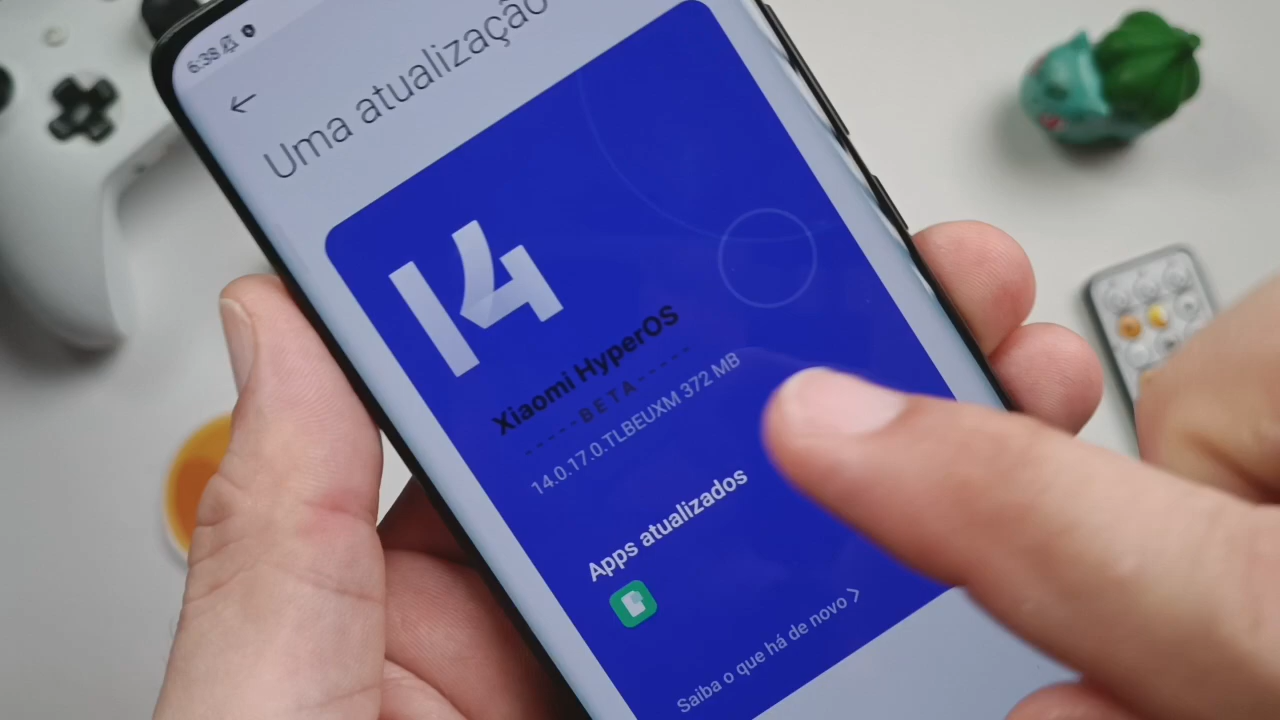 6:38
Uma atualização
14
Xiaomi HyperOS
-----BETA-----
14.0.17.0.TLBEUXM 372 MB
Apps atualizados
Saiba o que há de novo >